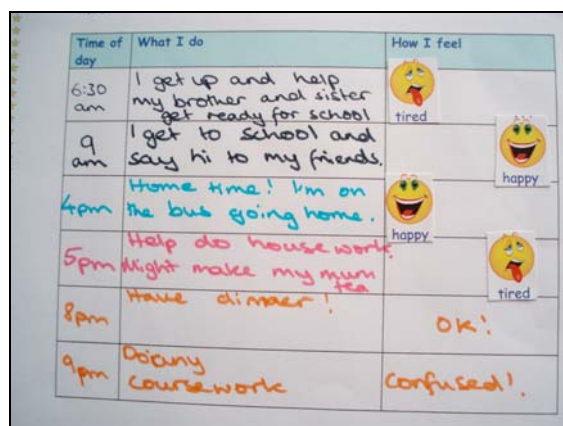 Time of day What I do How I feel
6:30 am
I get up and help
my brother and sister
get ready for school
tired
9 am
I get to school and
say hi to my friends.
happy
4pm
Home time! I'm on
the bus going home.
happy
5pm
Help do housework.
Might make my mum
tea
tired
8pm
Have dinner!
OK!
9pm
Do any
coursework
Confused!